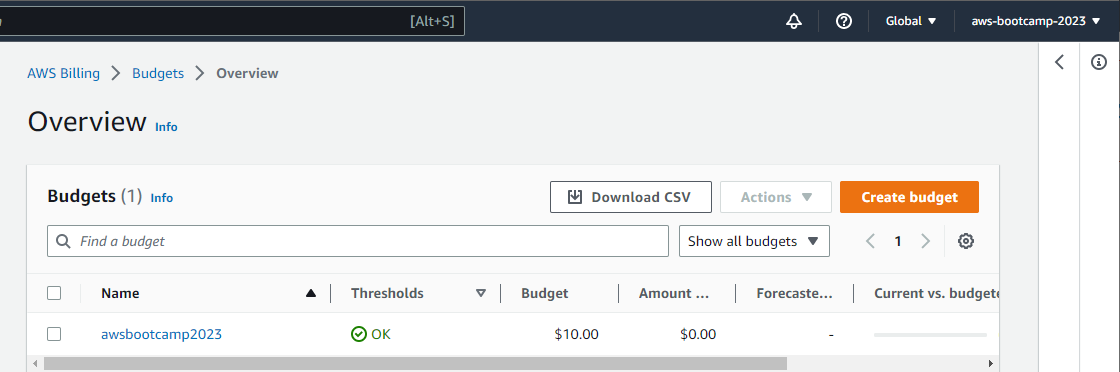 [Alt+S] Global aws-bootcamp-2023
AWS Billing Budgets Overview
Overview Info
Budgets (1) Info Download CSV Actions Create budget
Find a budget Show all budgets 1
Name Thresholds Budget Amount ... Forecaste... Current vs. budgete
awsbootcamp2023 OK $10.00 $0.00 -